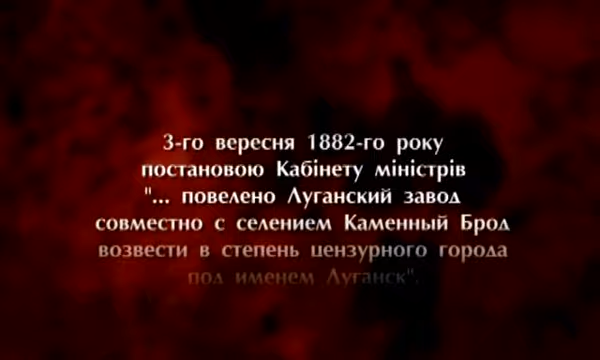 3-го вересня 1882-го року
постановою Кабінету міністрів
"... повелено Луганский завод
совместно с селением Каменный Брод
возвести в степень цензурного города
под именем Луганск".